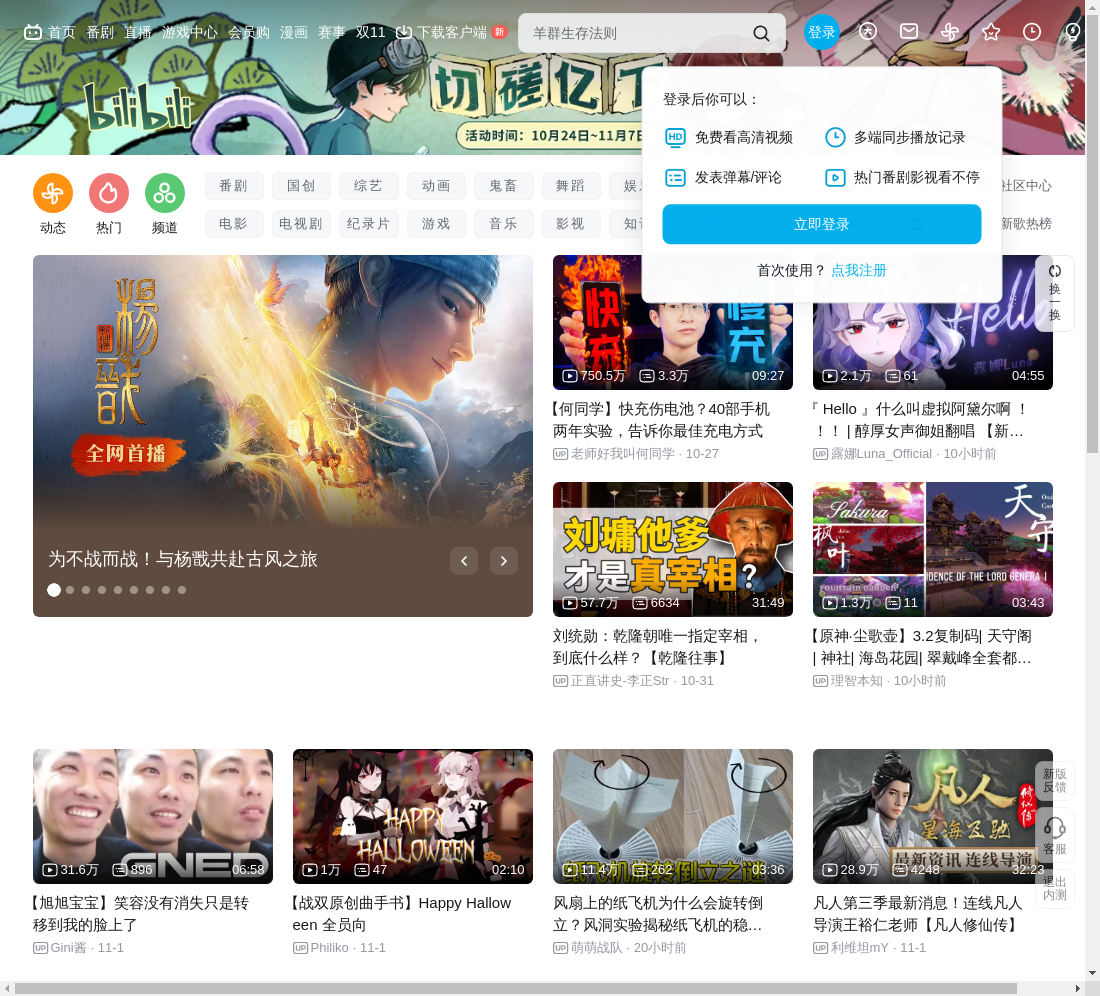 首页 番剧 直播 游戏中心 会员购 漫画 赛事 双11 下载客户端 新
羊群生存法则
登录
bilibili
切磋亿
活动时间：10月24日~11月7日
登录后你可以：
免费看高清视频 多端同步播放记录
发表弹幕/评论 热门番剧影视看不停
立即登录
首次使用？ 点我注册
动态 热门 频道
番剧 国创 综艺 动画 鬼畜 舞蹈
社区中心
电影 电视剧 纪录片 游戏 音乐 影视
新歌热榜
换一换
杨戬
全网首播
为不战而战！与杨戬共赴古风之旅
快充
慢充
750.5万 3.3万 09:27
【何同学】快充伤电池？40部手机
两年实验，告诉你最佳充电方式
UP 老师好我叫何同学 · 10-27
Hello
露娜Luna
2.1万 61 04:55
『 Hello 』什么叫虚拟阿黛尔啊 ！
！！ | 醇厚女声御姐翻唱 【新…
UP 露娜Luna_Official · 10小时前
刘墉他爹
才是真宰相?
57.7万 6634 31:49
刘统勋：乾隆朝唯一指定宰相，
到底什么样？【乾隆往事】
UP 正直讲史-李正Str · 10-31
Sakura
枫叶
天守
1.3万 11 03:43
【原神·尘歌壶】3.2复制码| 天守阁
| 神社| 海岛花园| 翠戴峰全套都…
UP 理智本知 · 10小时前
31.6万 896 06:58
【旭旭宝宝】笑容没有消失只是转
移到我的脸上了
UP Gini酱 · 11-1
HAPPY
HALLOWEEN
1万 47 02:10
【战双原创曲手书】Happy Hallow
een 全员向
UP Philiko · 11-1
纸飞机旋转倒立之谜
11.4万 262 03:36
风扇上的纸飞机为什么会旋转倒
立？风洞实验揭秘纸飞机的稳…
UP 萌萌战队 · 20小时前
凡人
修仙传
星海飞驰
最新资讯 连线导演
28.9万 4248 32:23
凡人第三季最新消息！连线凡人
导演王裕仁老师【凡人修仙传】
UP 利维坦mY · 11-1
新版
反馈
客服
退出
内测